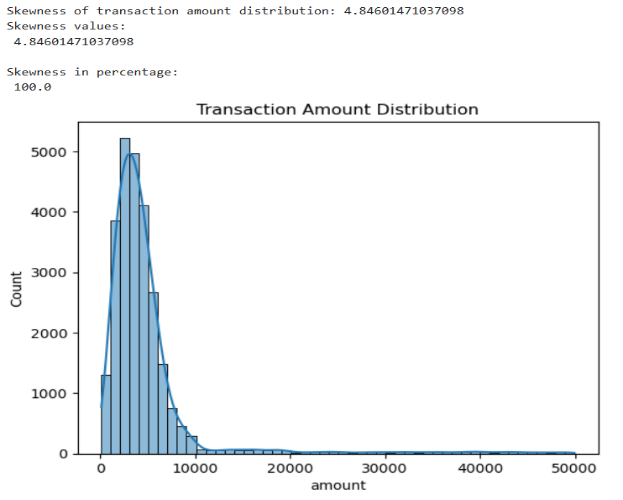 Skewness of transaction amount distribution: 4.84601471037098
Skewness values:
4.84601471037098
Skewness in percentage:
100.0
Transaction Amount Distribution
5000
4000
3000
2000
1000
0
Count
0 10000 20000 30000 40000 50000
amount